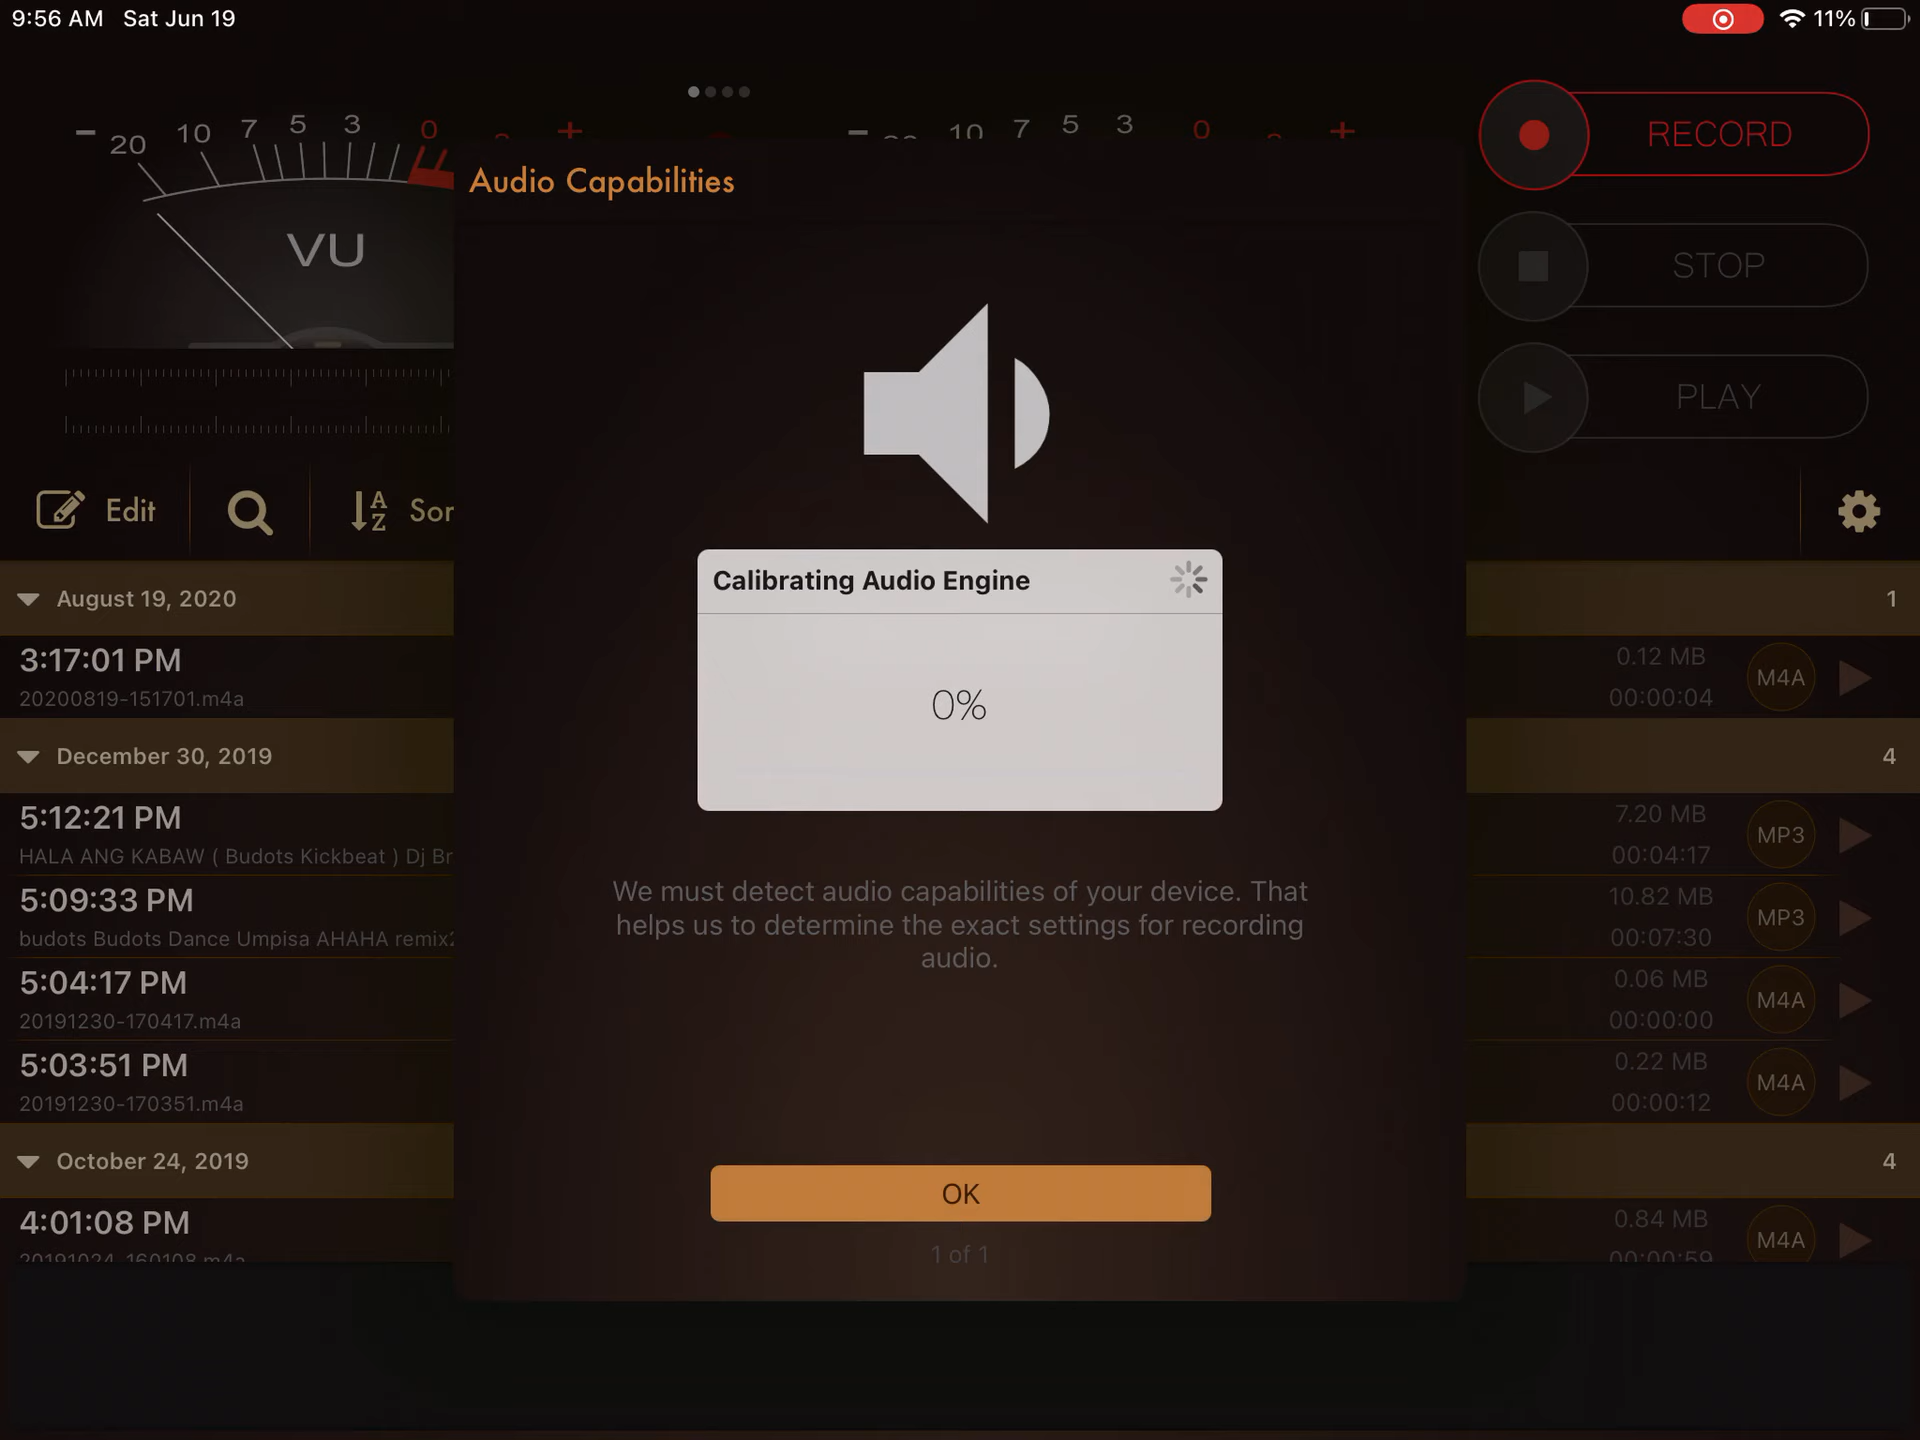 9:56 AM Sat Jun 19
11%
- 20 10 7 5 3 0 +
- 10 7 5 3 0 +
VU
Audio Capabilities
RECORD
STOP
PLAY
Edit
Sor
Calibrating Audio Engine
0%
We must detect audio capabilities of your device. That
helps us to determine the exact settings for recording
audio.
OK
1 of 1
August 19, 2020 1
3:17:01 PM
20200819-151701.m4a
0.12 MB
00:00:04
M4A
December 30, 2019 4
5:12:21 PM
HALA ANG KABAW ( Budots Kickbeat ) Dj Br
7.20 MB
00:04:17
MP3
5:09:33 PM
budots Budots Dance Umpisa AHAHA remix2
10.82 MB
00:07:30
MP3
5:04:17 PM
20191230-170417.m4a
0.06 MB
00:00:00
M4A
5:03:51 PM
20191230-170351.m4a
0.22 MB
00:00:12
M4A
October 24, 2019 4
4:01:08 PM
20191024-160108.m4a
0.84 MB
00:00:59
M4A